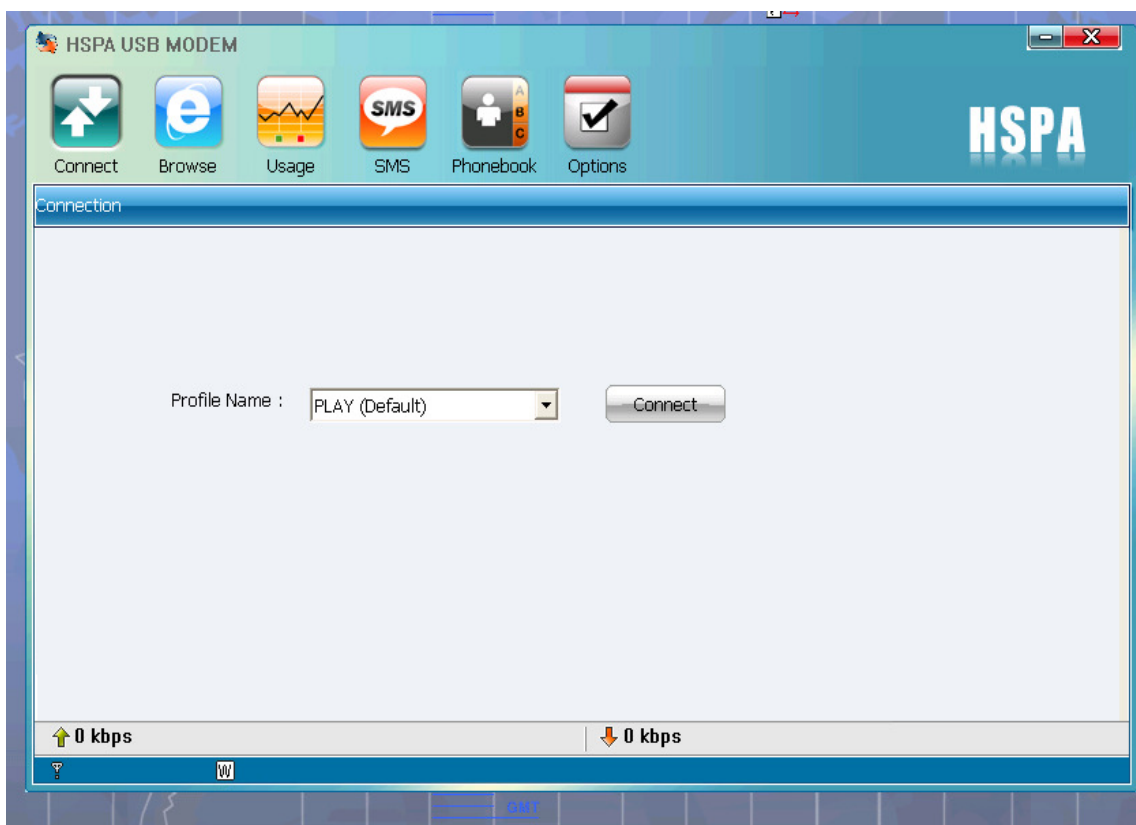 HSPA USB MODEM
SMS
A
B
C
HSPA
Connect Browse Usage SMS Phonebook Options
Connection
Profile Name : PLAY (Default) Connect
0 kbps 0 kbps
W
GMT